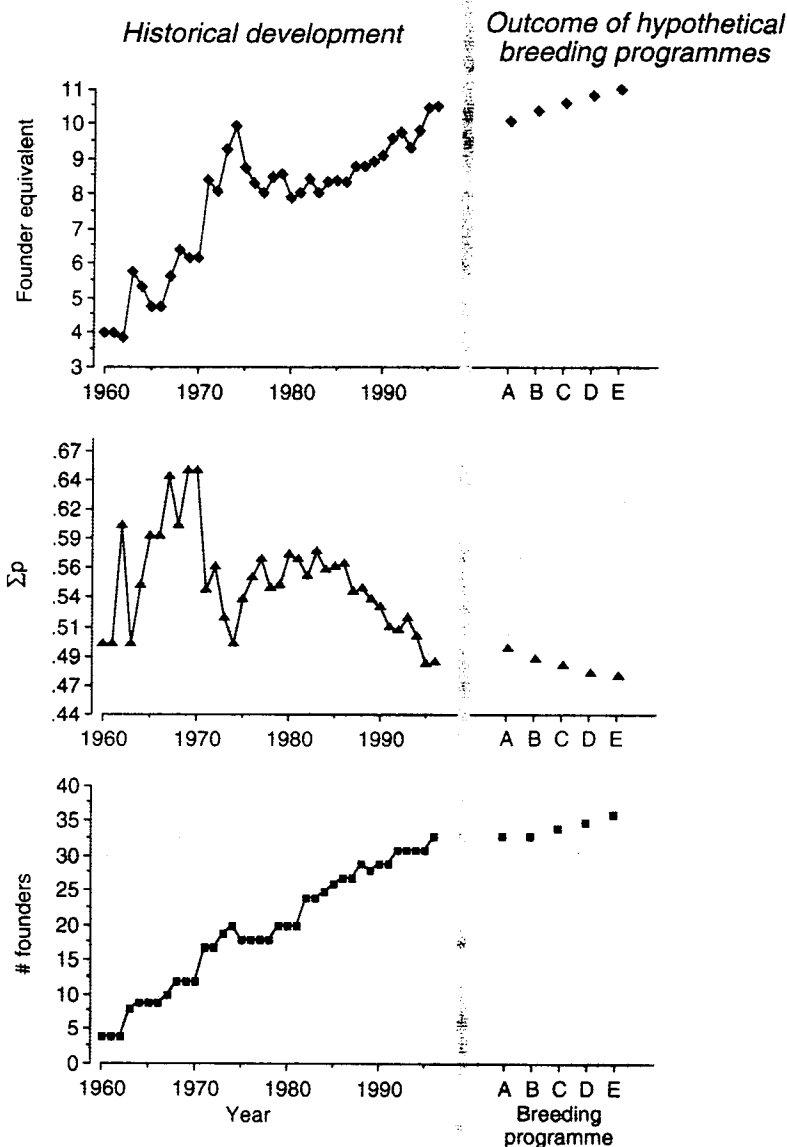 Historical development
Outcome of hypothetical
breeding programmes
Founder equivalent
11
10
9
8
7
6
5
4
3
1960 1970 1980 1990
A B C D E
Σp
.67
.64
.62
.59
.56
.54
.51
.49
.47
.44
1960 1970 1980 1990
A B C D E
# founders
40
35
30
25
20
15
10
5
0
1960 1970 1980 1990
A B C D E
Year
Breeding
programme